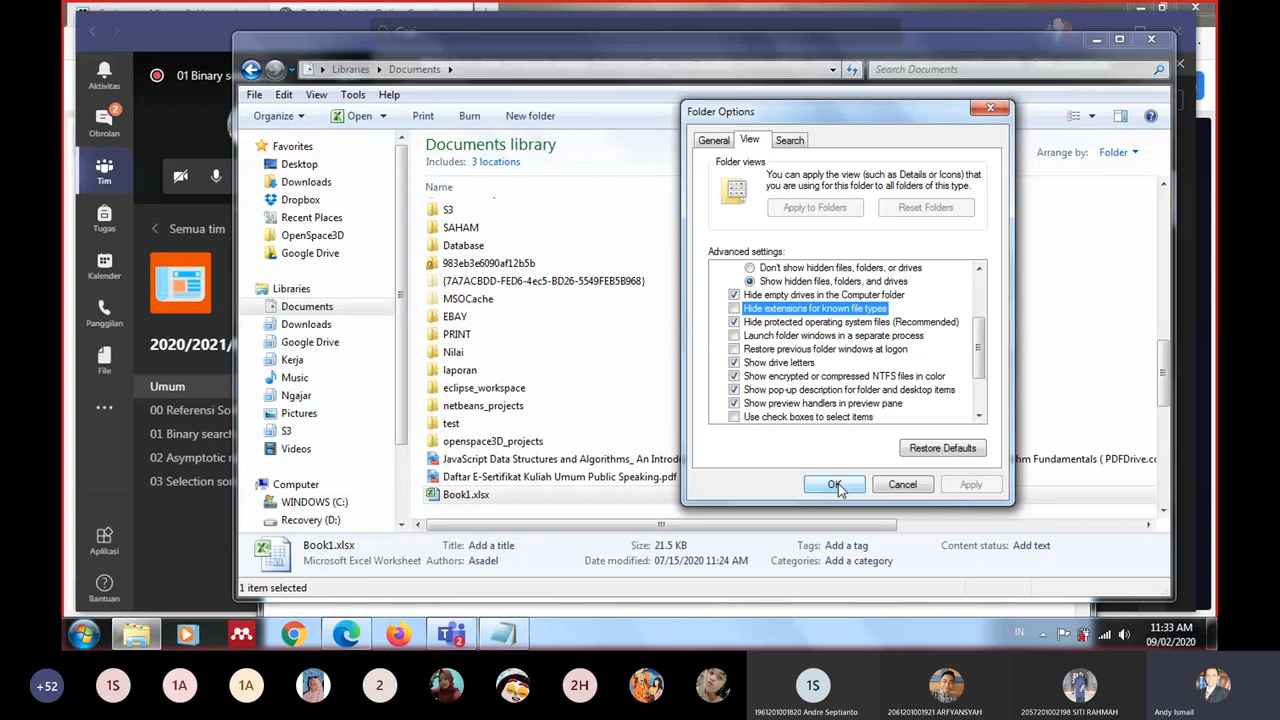 Aktivitas
Obrolan
2
Tim
Tugas
Kalender
Panggilan
File
Aplikasi
Bantuan
01 Binary s
Semua tim
2020/2021/
Umum
00 Referensi So
01 Binary search
02 Asymptotic n
03 Selection sor
Libraries
Documents
Search Documents
File Edit View Tools Help
Organize Open Print Burn New folder
Favorites
Desktop
Downloads
Dropbox
Recent Places
OpenSpace3D
Google Drive
Libraries
Documents
Downloads
Google Drive
Kerja
Music
Ngajar
Pictures
S3
Videos
Computer
WINDOWS (C:)
Recovery (D:)
Documents library
Includes: 3 locations
Arrange by: Folder
Name
S3
SAHAM
Database
983eb3e6090af12b5b
{7A7ACBDD-FED6-4ec5-BD26-5549FEB5B968}
MSOCache
EBAY
PRINT
Nilai
laporan
eclipse_workspace
netbeans_projects
test
openspace3D_projects
JavaScript Data Structures and Algorithms_ An Introdu
hm Fundamentals ( PDFDrive.co
Daftar E-Sertifikat Kuliah Umum Public Speaking.pdf
Book1.xlsx
Folder Options
General View Search
Folder views
You can apply the view (such as Details or Icons) that
you are using for this folder to all folders of this type.
Apply to Folders Reset Folders
Advanced settings:
Don't show hidden files, folders, or drives
Show hidden files, folders, and drives
Hide empty drives in the Computer folder
Hide extensions for known file types
Hide protected operating system files (Recommended)
Launch folder windows in a separate process
Restore previous folder windows at logon
Show drive letters
Show encrypted or compressed NTFS files in color
Show pop-up description for folder and desktop items
Show preview handlers in preview pane
Use check boxes to select items
Restore Defaults
OK Cancel Apply
Book1.xlsx Title: Add a title Size: 21.5 KB Tags: Add a tag Content status: Add text
Microsoft Excel Worksheet Authors: Asadel Date modified: 07/15/2020 11:24 AM Categories: Add a category
1 item selected
IN
11:33 AM
09/02/2020
+52 1S 1A 1A 2 2H 1S
1961201001820 Andre Septianto 2061201001921 ARFYANSYAH 2057201002198 SITI RAHMAH Andy Ismail